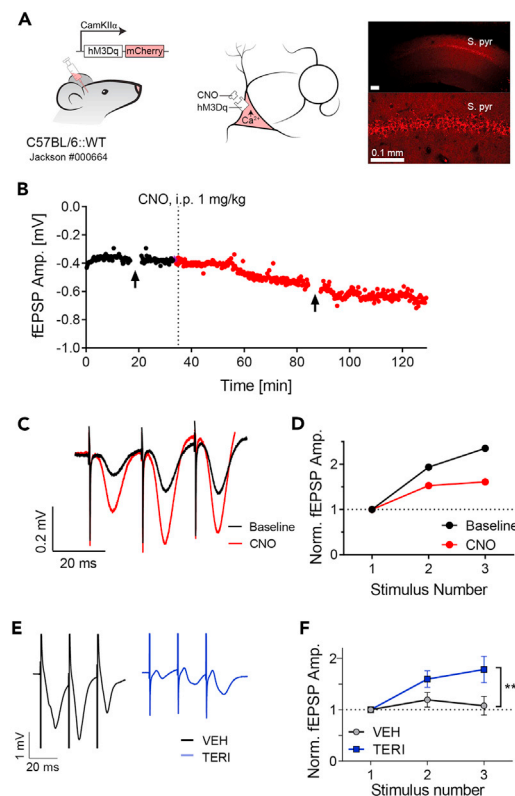 A
CamKIIα
hM3Dq
mCherry
C57BL/6::WT
Jackson #000664
CNO
hM3Dq
Ca2+
S. pyr
S. pyr
0.1 mm
B
CNO, i.p. 1 mg/kg
fEPSP Amp. [mV]
0.0
-0.4
-0.6
-0.8
-1.0
0
20
40
60
80
100
120
Time [min]
C
0.2 mV
20 ms
Baseline
CNO
D
Norm. fEPSP Amp.
2
1
0
Baseline
CNO
1
2
3
Stimulus Number
E
1 mV
20 ms
VEH
TERI
F
Norm. fEPSP Amp.
2
1
0
**
VEH
TERI
1
2
3
Stimulus number